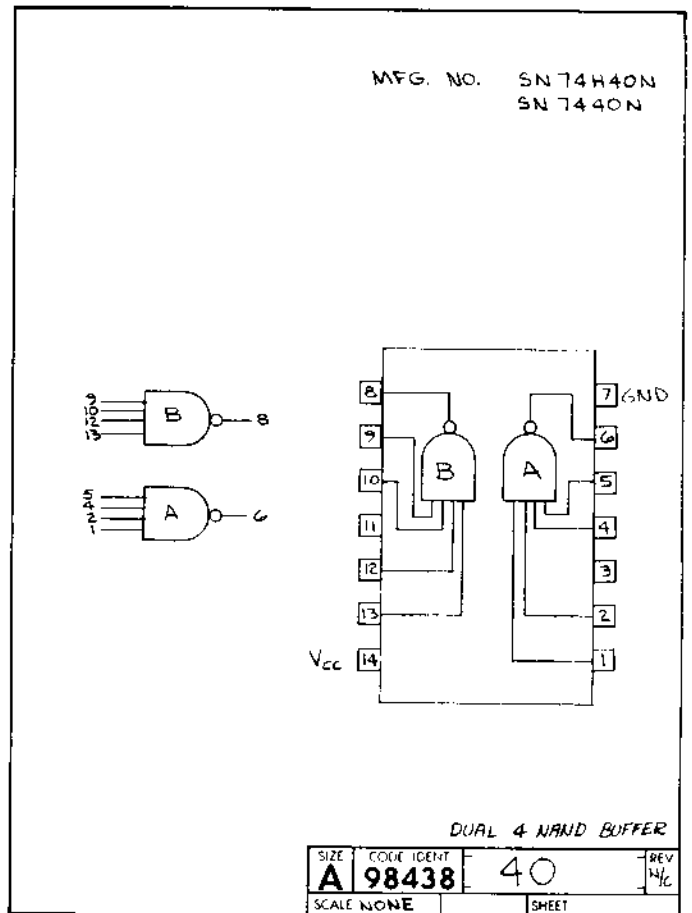 MFG. NO. SN74H40N
SN7440N
9
10
12
13
B
8
5
4
2
1
A
6
8
7 GND
9
6
10
B
A
5
11
4
12
3
13
2
Vcc 14
1
DUAL 4 NAND BUFFER
SIZE
A
CODE IDENT
98438
40
REV
N/C
SCALE NONE
SHEET